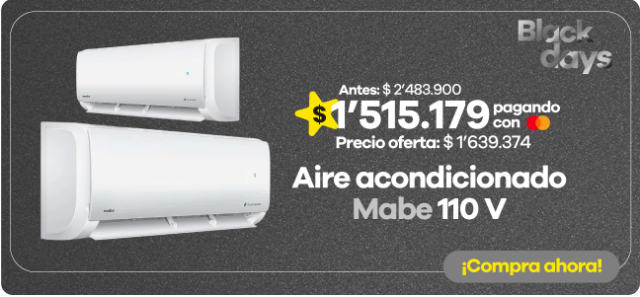 Black
days
Antes: $ 2'483.900
$ 1'515.179 pagando
con
Precio oferta: $ 1'639.374
Aire acondicionado
Mabe 110 V
¡Compra ahora!